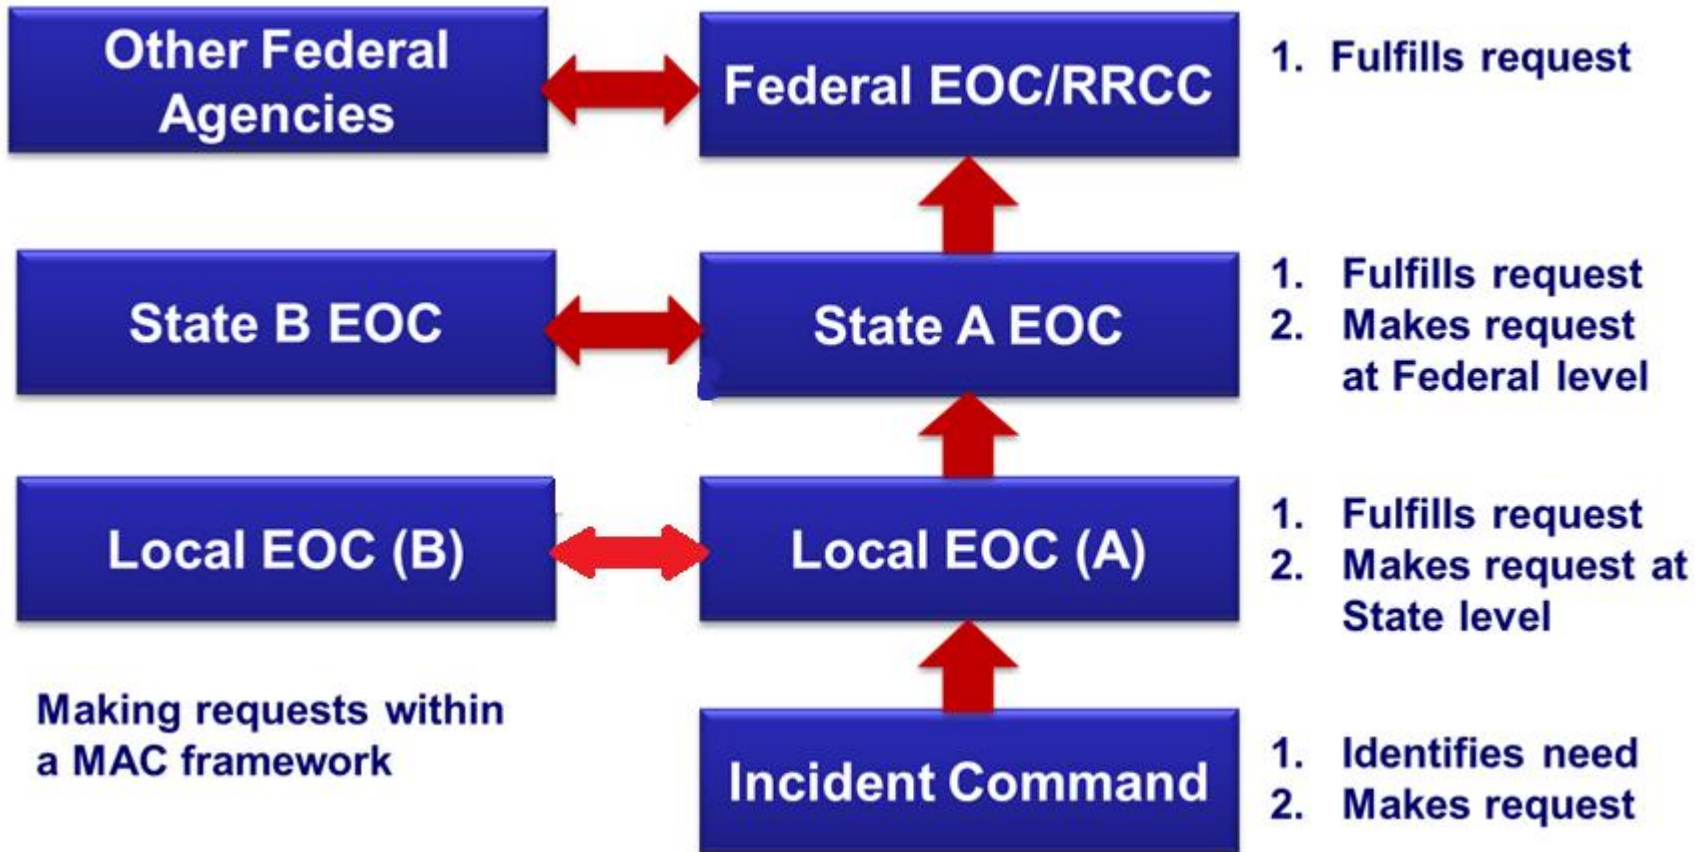 Other Federal
Agencies
Federal EOC/RRCC
1. Fulfills request
State B EOC
State A EOC
1. Fulfills request
2. Makes request
at Federal level
Local EOC (B)
Local EOC (A)
1. Fulfills request
2. Makes request at
State level
Making requests within
a MAC framework
Incident Command
1. Identifies need
2. Makes request